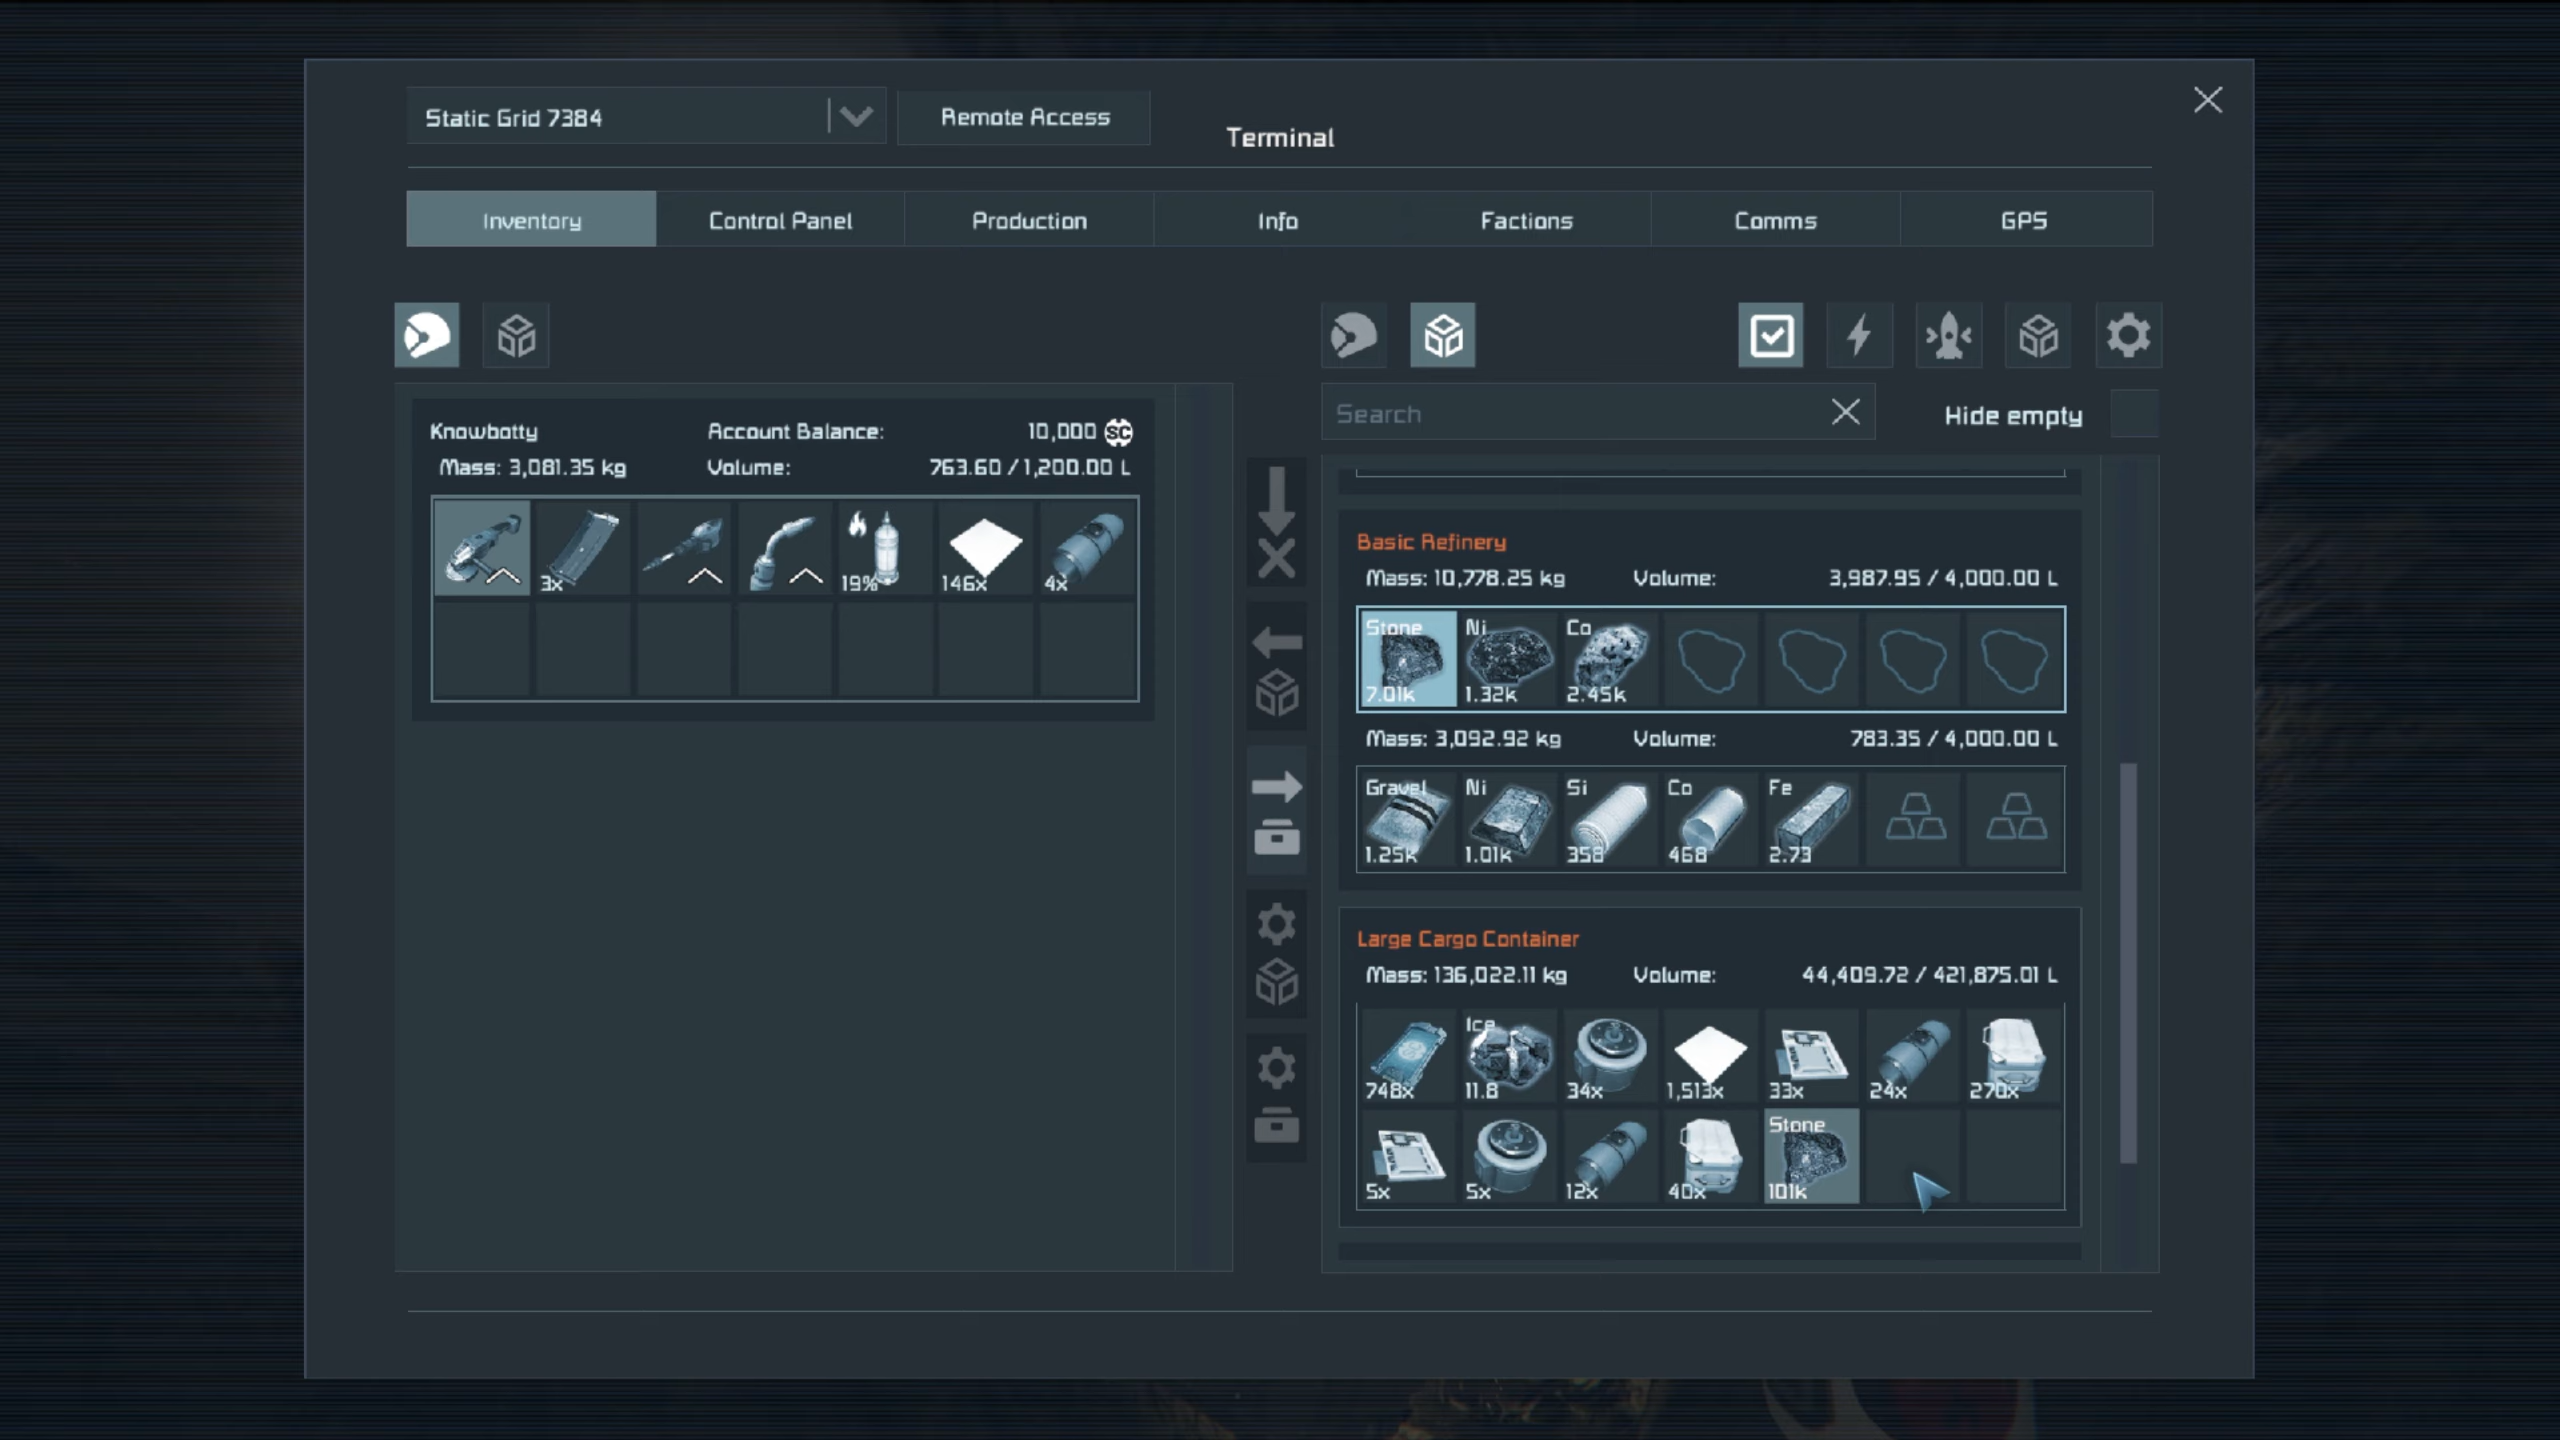 Static Grid 7384
Remote Access
Terminal
Inventory
Control Panel
Production
Info
Factions
Comms
GPS
Knowbotty
Account Balance:
10,000 SC
Mass: 3,081.35 kg
Volume:
763.60 / 1,200.00 L
3x
19%
146x
4x
Search
Hide empty
Basic Refinery
Mass: 10,778.25 kg
Volume:
3,987.95 / 4,000.00 L
Stone
Ni
Co
7.01k
1.32k
2.45k
Mass: 3,092.92 kg
Volume:
783.35 / 4,000.00 L
Gravel
Ni
Si
Co
Fe
1.25k
1.01k
358
468
2.73
Large Cargo Container
Mass: 136,022.11 kg
Volume:
44,409.72 / 421,875.01 L
Ice
748x
11.8
34x
1,513x
33x
24x
270x
Stone
5x
5x
12x
40x
101k